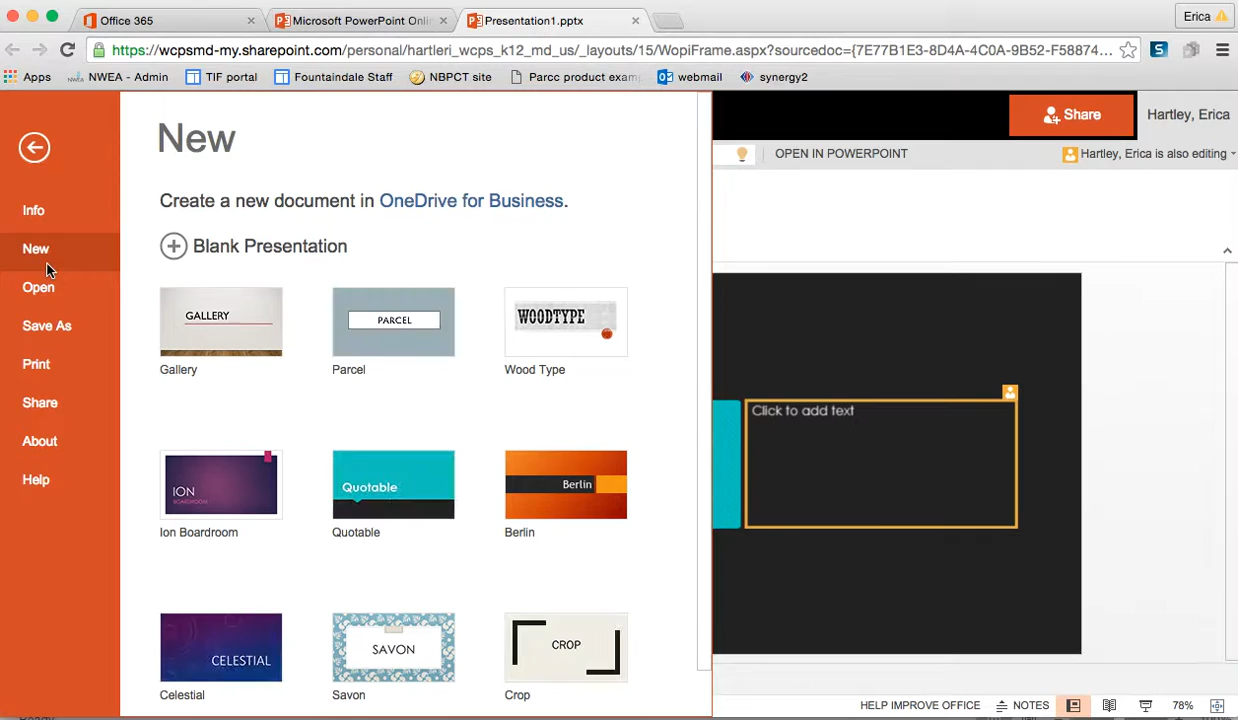 Office 365
Microsoft PowerPoint Onli
Presentation1.pptx
Erica
https://wcpsmd-my.sharepoint.com/personal/hartleri_wcps_k12_md_us/_layouts/15/WopiFrame.aspx?sourcedoc={7E77B1E3-8D4A-4C0A-9B52-F58874...
Apps
NWEA - Admin
TIF portal
Fountaindale Staff
NBPCT site
Parcc product exam
webmail
synergy2
Share
Hartley, Erica
OPEN IN POWERPOINT
Hartley, Erica is also editing
Info
New
Open
Save As
Print
Share
About
Help
New
Create a new document in OneDrive for Business.
Blank Presentation
GALLERY
PARCEL
WOODTYPE
Gallery
Parcel
Wood Type
ION
BOARDROOM
Quotable
Berlin
Ion Boardroom
Quotable
Berlin
CELESTIAL
SAVON
CROP
Celestial
Savon
Crop
Click to add text
HELP IMPROVE OFFICE
NOTES
78%